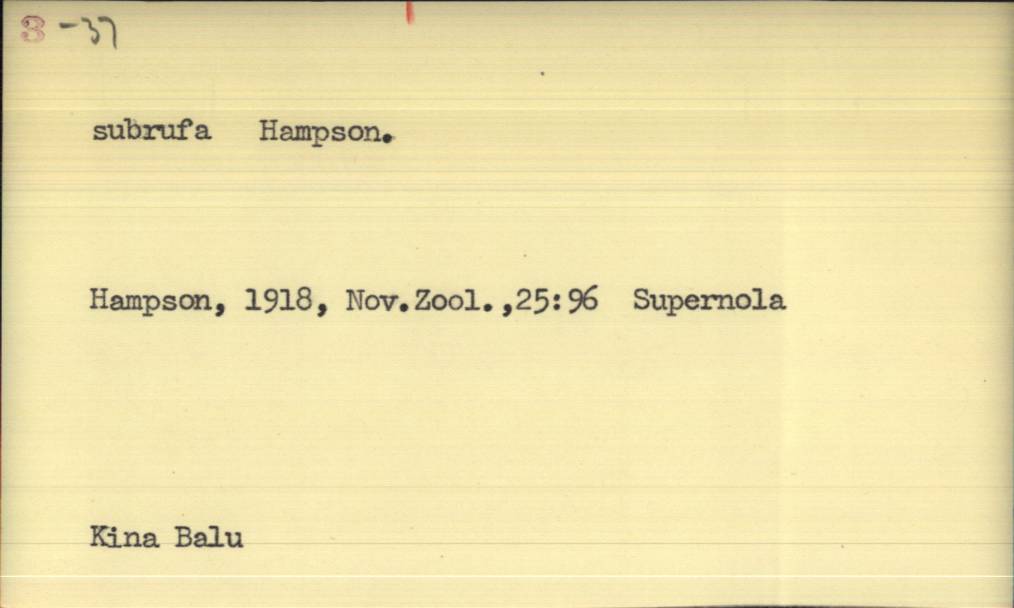 3 -37
subrufa Hampson.
Hampson, 1918, Nov.Zool.,25:96 Supernola
Kina Balu